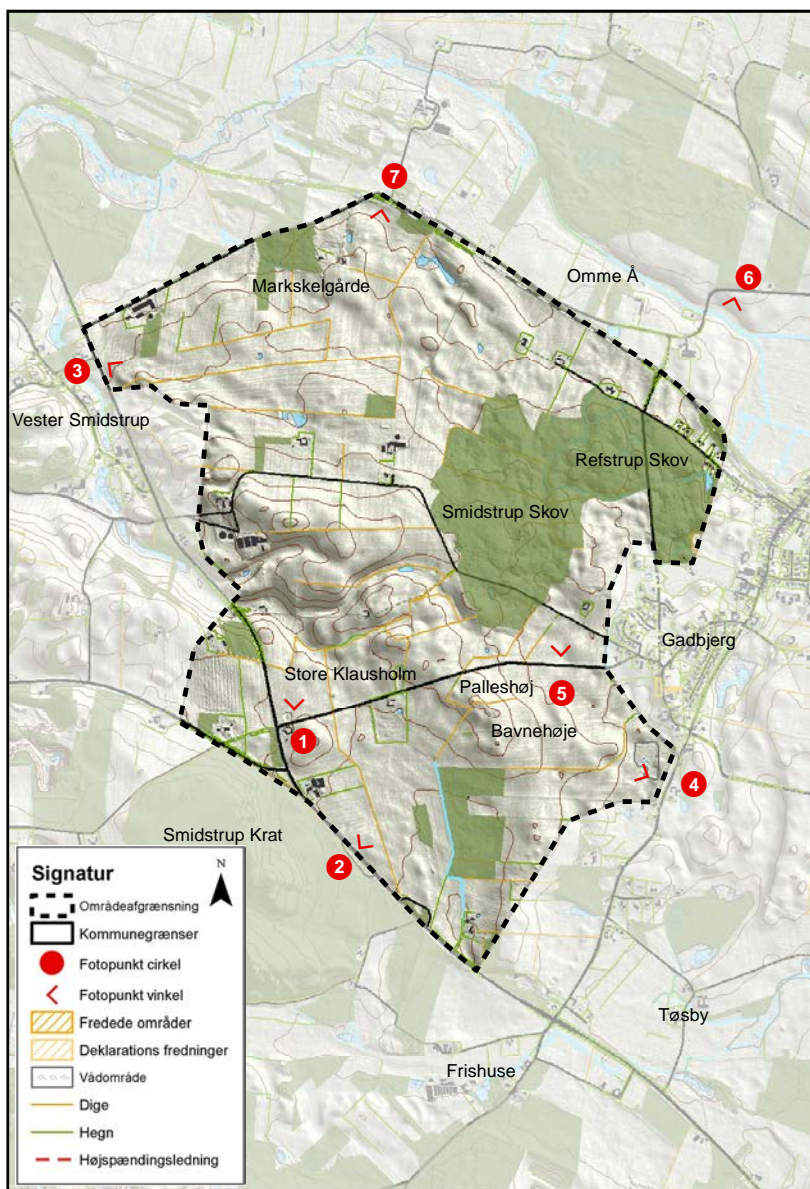 7
Omme Å
6
Markskelgårde
3
Vester Smidstrup
Refstrup Skov
Smidstrup Skov
Gadbjerg
Store Klausholm
Palleshøj
5
Bavnehøje
1
4
Smidstrup Krat
2
Signatur
N
Områdeafgrænsning
Kommunegrænser
Fotopunkt cirkel
Fotopunkt vinkel
Fredede områder
Deklarations fredninger
Vådområde
Dige
Hegn
Højspændingsledning
Tøsby
Frishuse